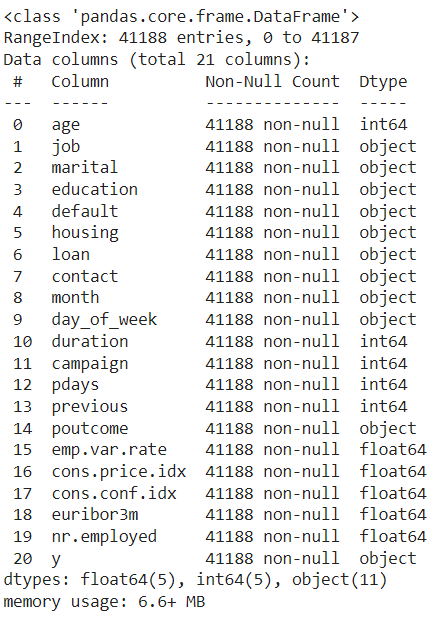 <class 'pandas.core.frame.DataFrame'>
RangeIndex: 41188 entries, 0 to 41187
Data columns (total 21 columns):
 #   Column          Non-Null Count  Dtype
---  ------          --------------  -----
 0   age             41188 non-null  int64
 1   job             41188 non-null  object
 2   marital         41188 non-null  object
 3   education       41188 non-null  object
 4   default         41188 non-null  object
 5   housing         41188 non-null  object
 6   loan            41188 non-null  object
 7   contact         41188 non-null  object
 8   month           41188 non-null  object
 9   day_of_week     41188 non-null  object
 10  duration        41188 non-null  int64
 11  campaign        41188 non-null  int64
 12  pdays           41188 non-null  int64
 13  previous        41188 non-null  int64
 14  poutcome        41188 non-null  object
 15  emp.var.rate    41188 non-null  float64
 16  cons.price.idx  41188 non-null  float64
 17  cons.conf.idx   41188 non-null  float64
 18  euribor3m       41188 non-null  float64
 19  nr.employed     41188 non-null  float64
 20  y               41188 non-null  object
dtypes: float64(5), int64(5), object(11)
memory usage: 6.6+ MB